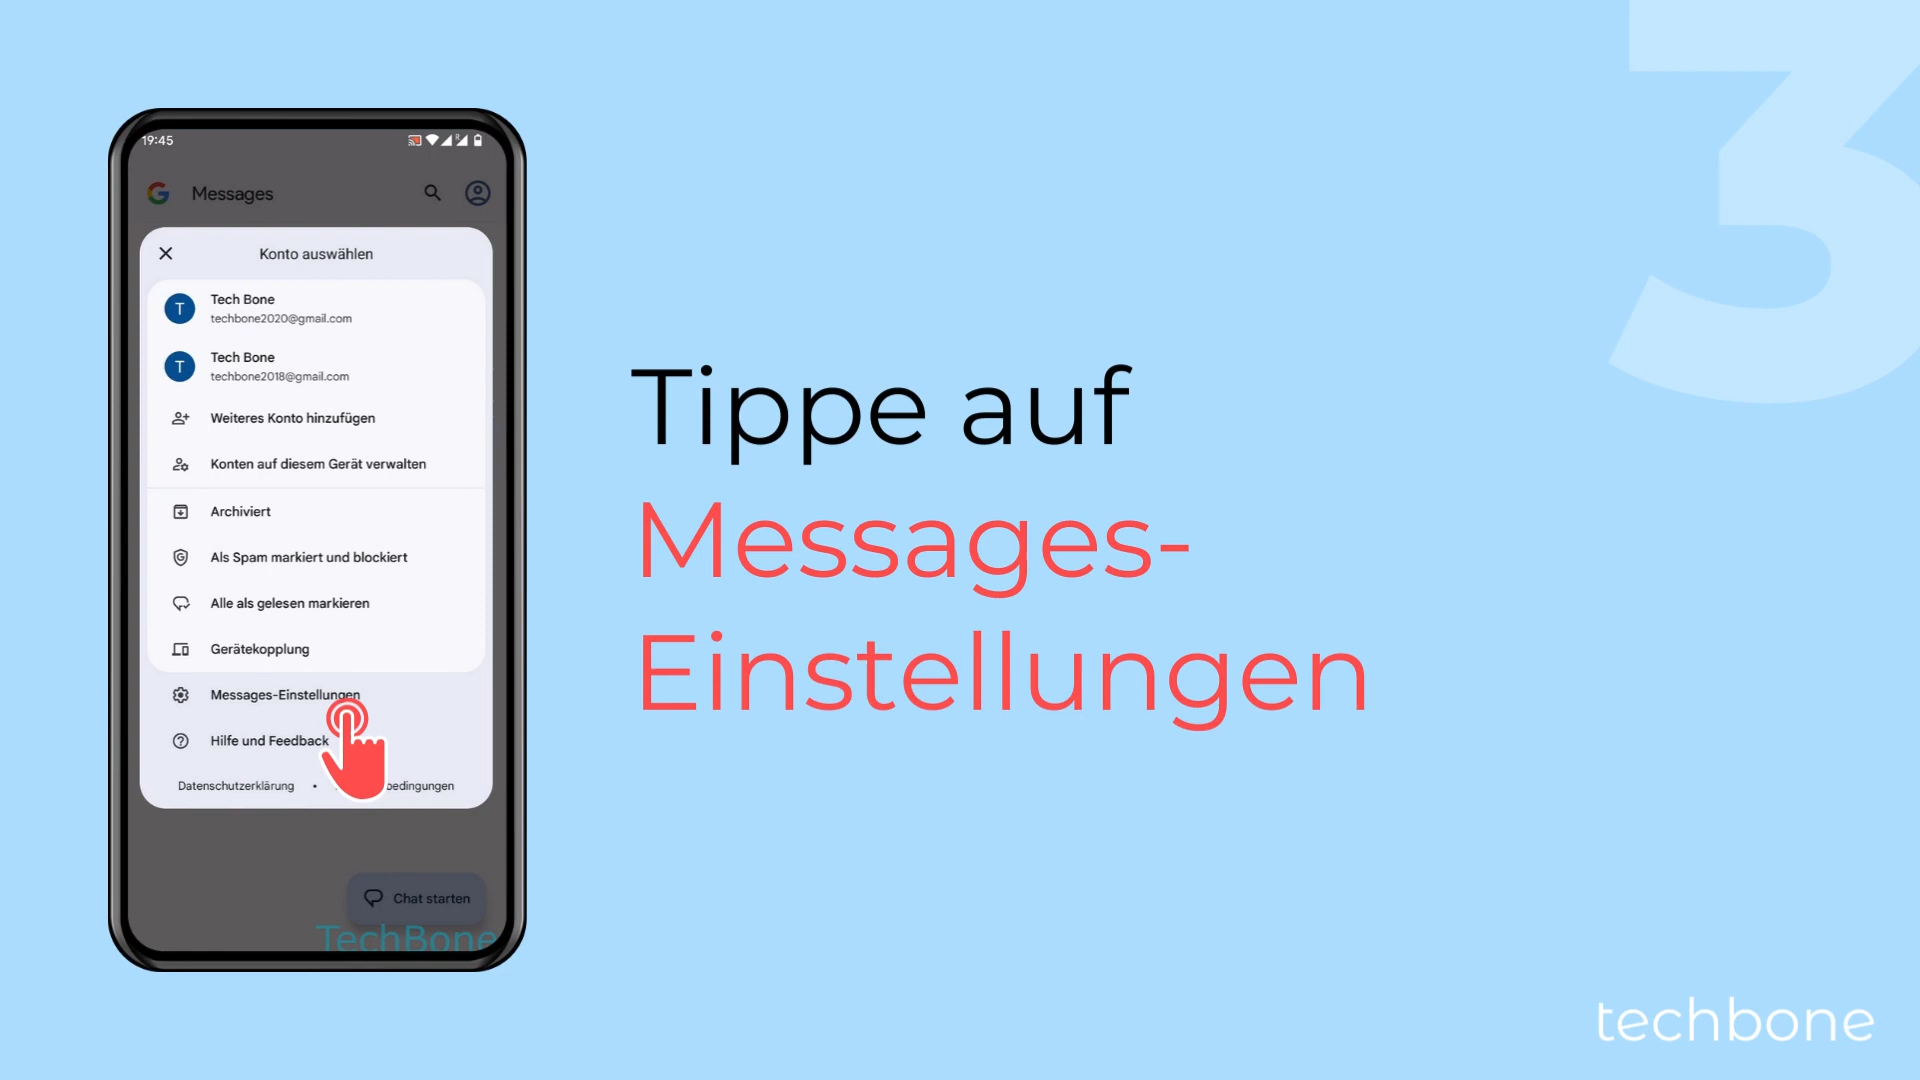 3
19:45
Messages
Konto auswählen
T
Tech Bone
techbone2020@gmail.com
T
Tech Bone
techbone2018@gmail.com
Weiteres Konto hinzufügen
Konten auf diesem Gerät verwalten
Archiviert
Als Spam markiert und blockiert
Alle als gelesen markieren
Gerätekopplung
Messages-Einstellungen
Hilfe und Feedback
Datenschutzerklärung •
Chat starten
TechBone
Tippe auf
Messages-
Einstellungen
techbone